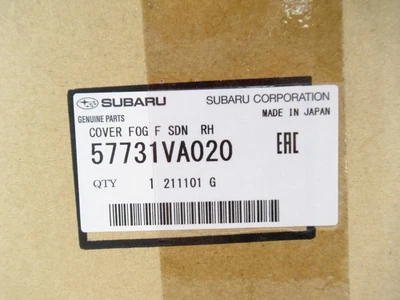 SUBARU SUBARU CORPORATION
GENUINE PARTS MADE IN JAPAN
COVER FOG F SDN RH
57731VA020 EAC
QTY 1 211101 G